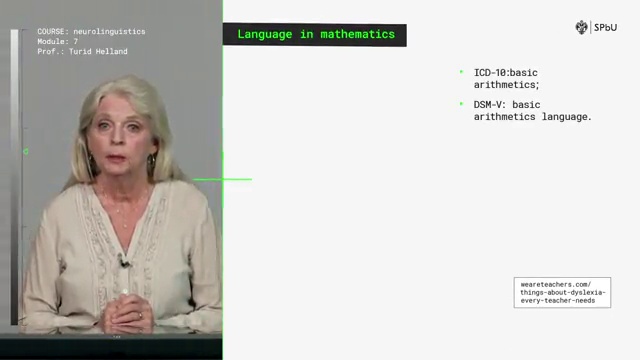 COURSE: neurolinguistics
Module: 7
Prof.: Turid Helland
Language in mathematics
SPbU
ICD-10:basic
arithmetics;
DSM-V: basic
arithmetics language.
weareteachers.com/
things-about-dyslexia-
every-teacher-needs